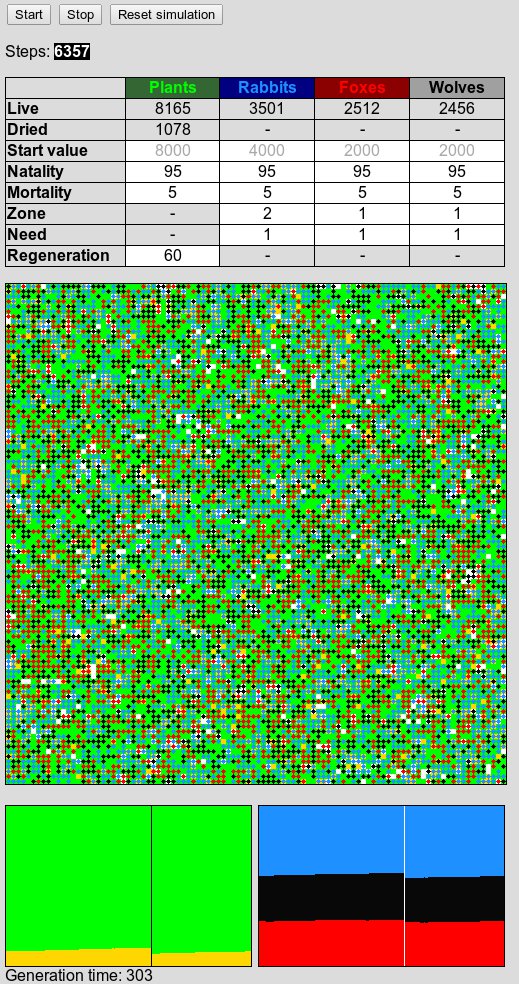 Start Stop Reset simulation
Steps: 6357
Plants Rabbits Foxes Wolves
Live 8165 3501 2512 2456
Dried 1078 - - -
Start value 8000 4000 2000 2000
Natality 95 95 95 95
Mortality 5 5 5 5
Zone - 2 1 1
Need - 1 1 1
Regeneration 60 - - -
Generation time: 303